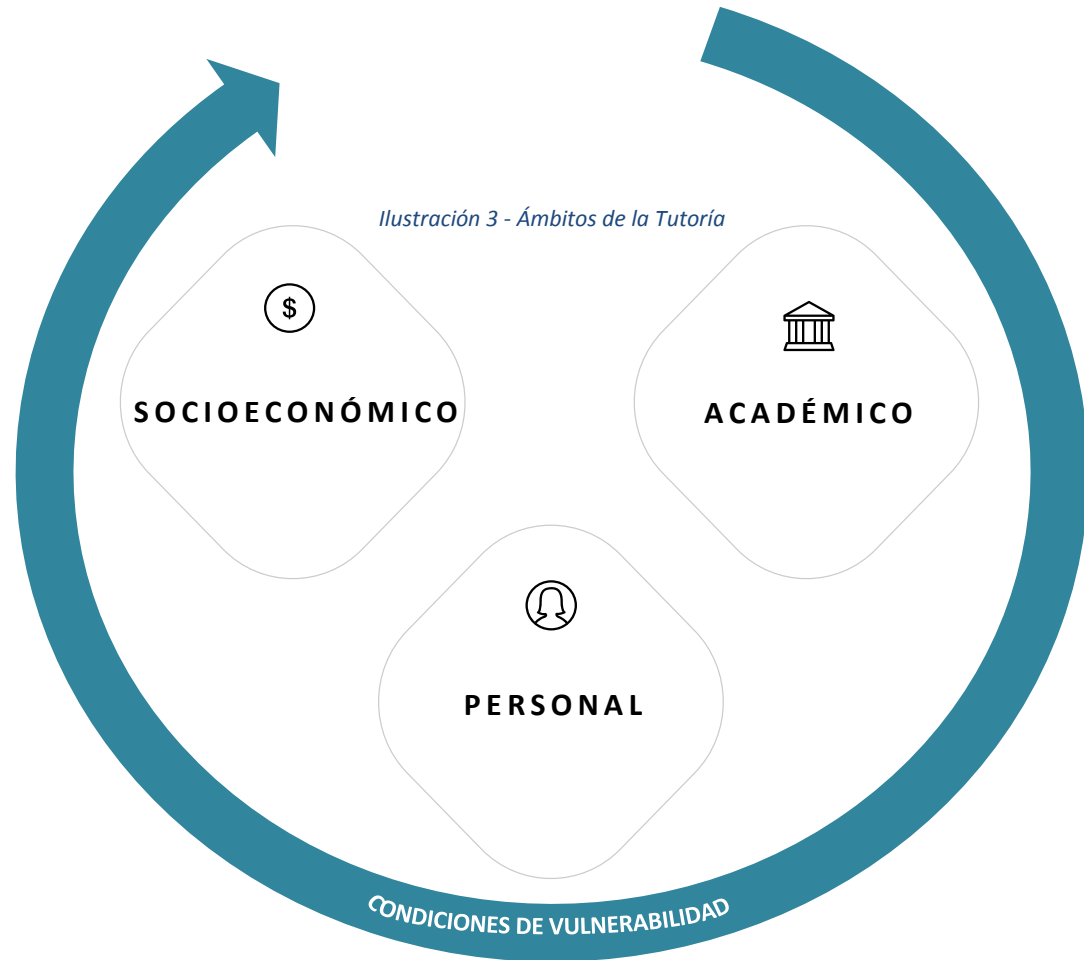 Ilustración 3 - Ámbitos de la Tutoría
$
SOCIOECONÓMICO
ACADÉMICO
PERSONAL
CONDICIONES DE VULNERABILIDAD